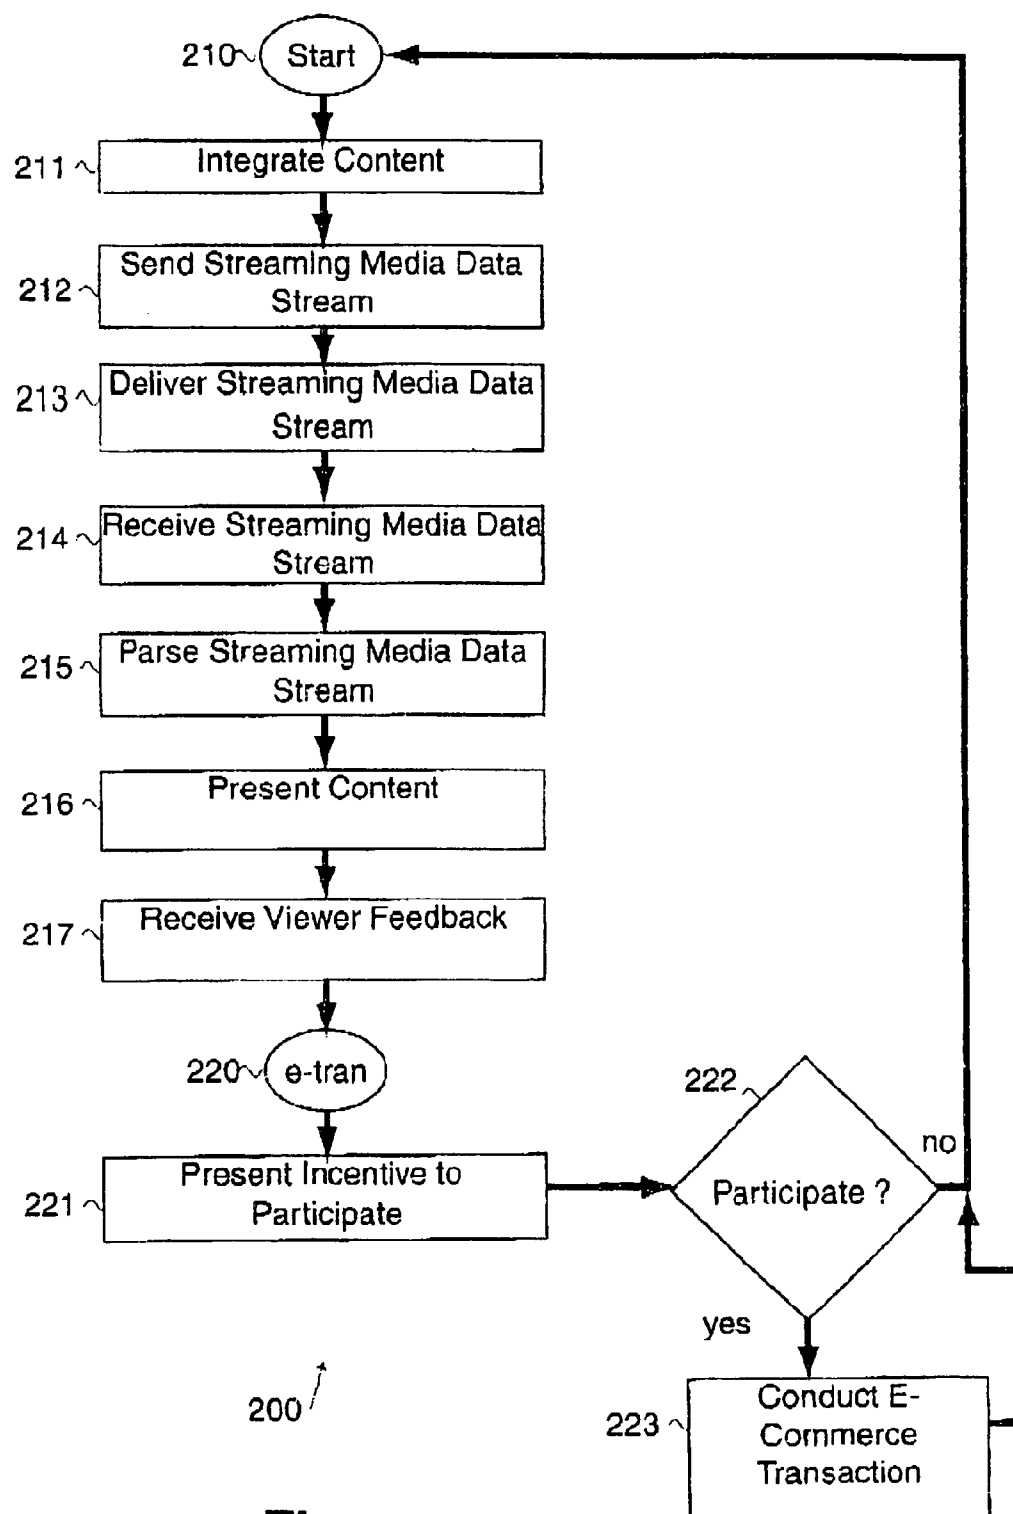 210 Start
211 Integrate Content
212 Send Streaming Media Data
Stream
213 Deliver Streaming Media Data
Stream
214 Receive Streaming Media Data
Stream
215 Parse Streaming Media Data
Stream
216 Present Content
217 Receive Viewer Feedback
220 e-tran
221 Present Incentive to
Participate
222
Participate ?
no
yes
223 Conduct E-
Commerce
Transaction
200